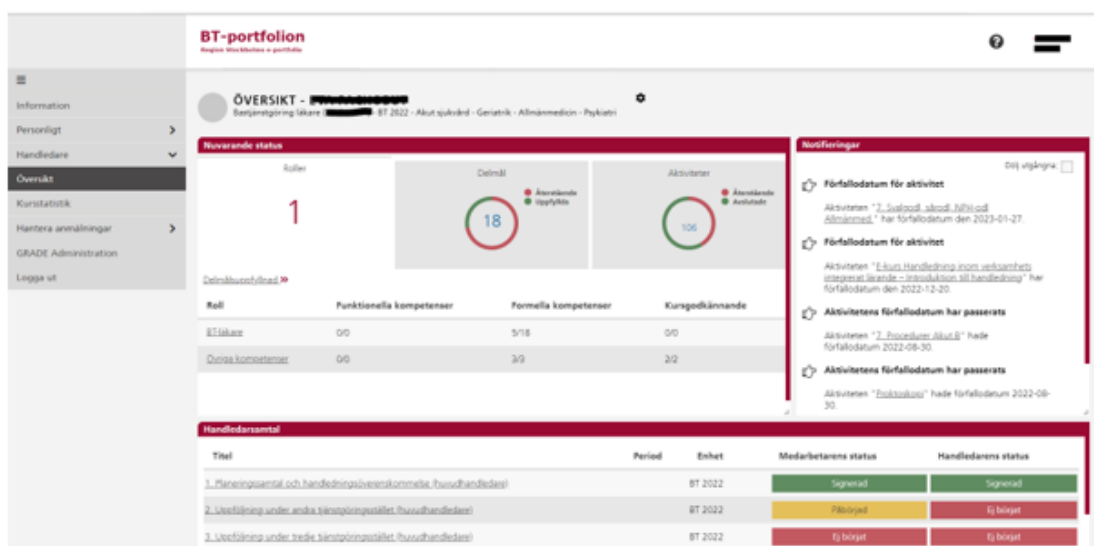 BT-portfolion
Region Stockholms e-portfolio
Information
Personligt
Handledare
Översikt
Kursstatistik
Hantera anmälningar
GRADE Administration
Logga ut
ÖVERSIKT -
Bastjänstgöring läkare - BT 2022 - Akut sjukvård - Geriatrik - Allmänmedicin - Psykiatri
Nuvarande status
Roller
1
Delmål
Återstående
Uppfyllda
18
Aktiviteter
Återstående
Avslutade
106
Delmålsuppfyllnad »
Roll Funktionella kompetenser Formella kompetenser Kursgodkännande
BT-läkare 0/0 5/18 0/0
Övriga kompetenser 0/0 3/3 2/2
Notifieringar
Dölj utgångna:
Förfallodatum för aktivitet
Aktiviteten "7. Svalgodl, sårodl, NPH-odl
Allmänmed." har förfallodatum den 2023-01-27.
Förfallodatum för aktivitet
Aktiviteten "E-kurs Handledning inom verksamhets
integrerat lärande – Introduktion till handledning" har
förfallodatum den 2022-12-20.
Aktivitetens förfallodatum har passerats
Aktiviteten "7. Procedurer Akut B" hade
förfallodatum 2022-08-30.
Aktivitetens förfallodatum har passerats
Aktiviteten "Proktoskopi" hade förfallodatum 2022-08-
30.
Handledarsamtal
Titel Period Enhet Medarbetarens status Handledarens status
1. Planeringssamtal och handledningsöverenskommelse (huvudhandledare) BT 2022 Signerad Signerad
2. Uppföljning under andra tjänstgöringsstället (huvudhandledare) BT 2022 Påbörjad Ej börjat
3. Uppföljning under tredje tjänstgöringsstället (huvudhandledare) BT 2022 Ej börjat Ej börjat